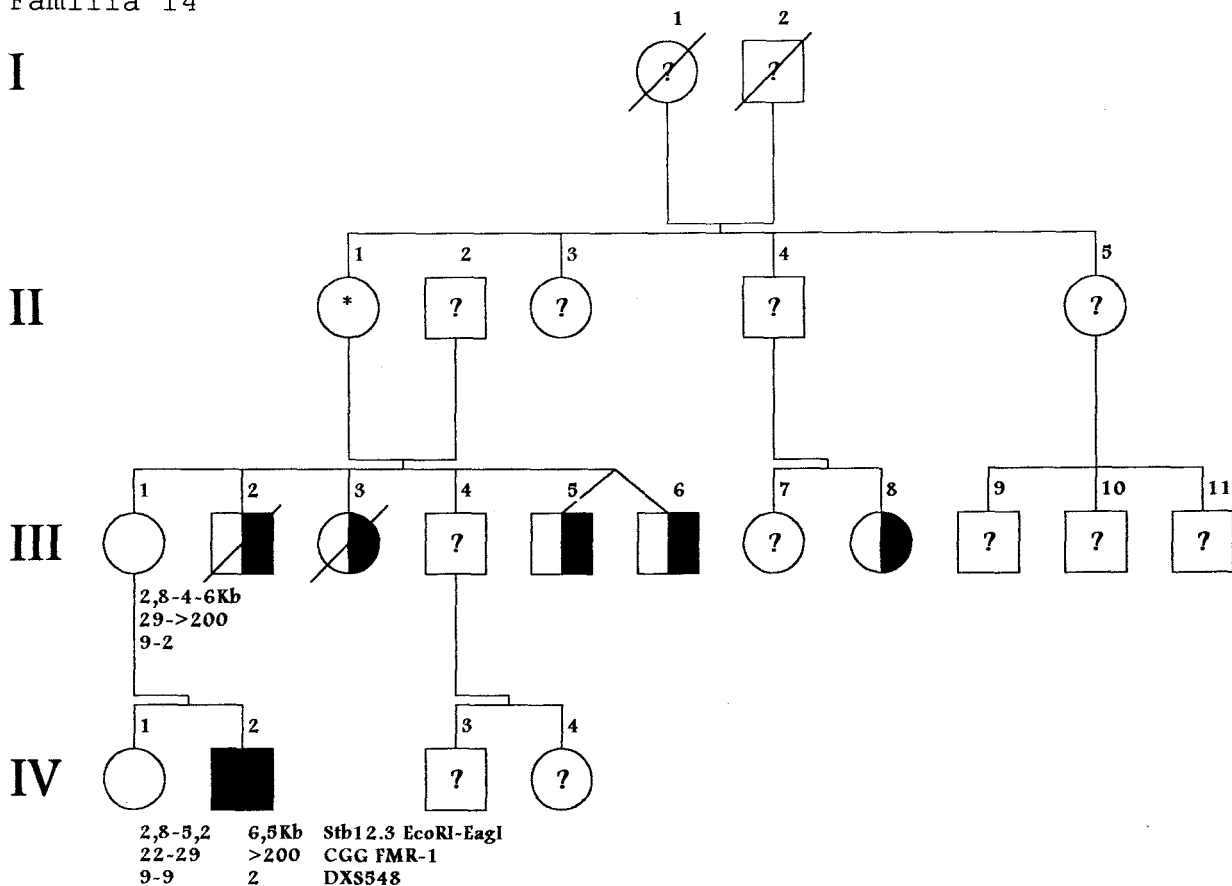 Familia 14
1 2
I ? ?
1 2 3 4 5
II * ? ? ? ?
1 2 3 4 5 6 7 8 9 10 11
III ? ? ? ? ?
2,8-4-6Kb
29->200
9-2
1 2 3 4
IV ? ?
2,8-5,2 6,5Kb Stb12.3 EcoRI-EagI
22-29 >200 CGG FMR-1
9-9 2 DXS548